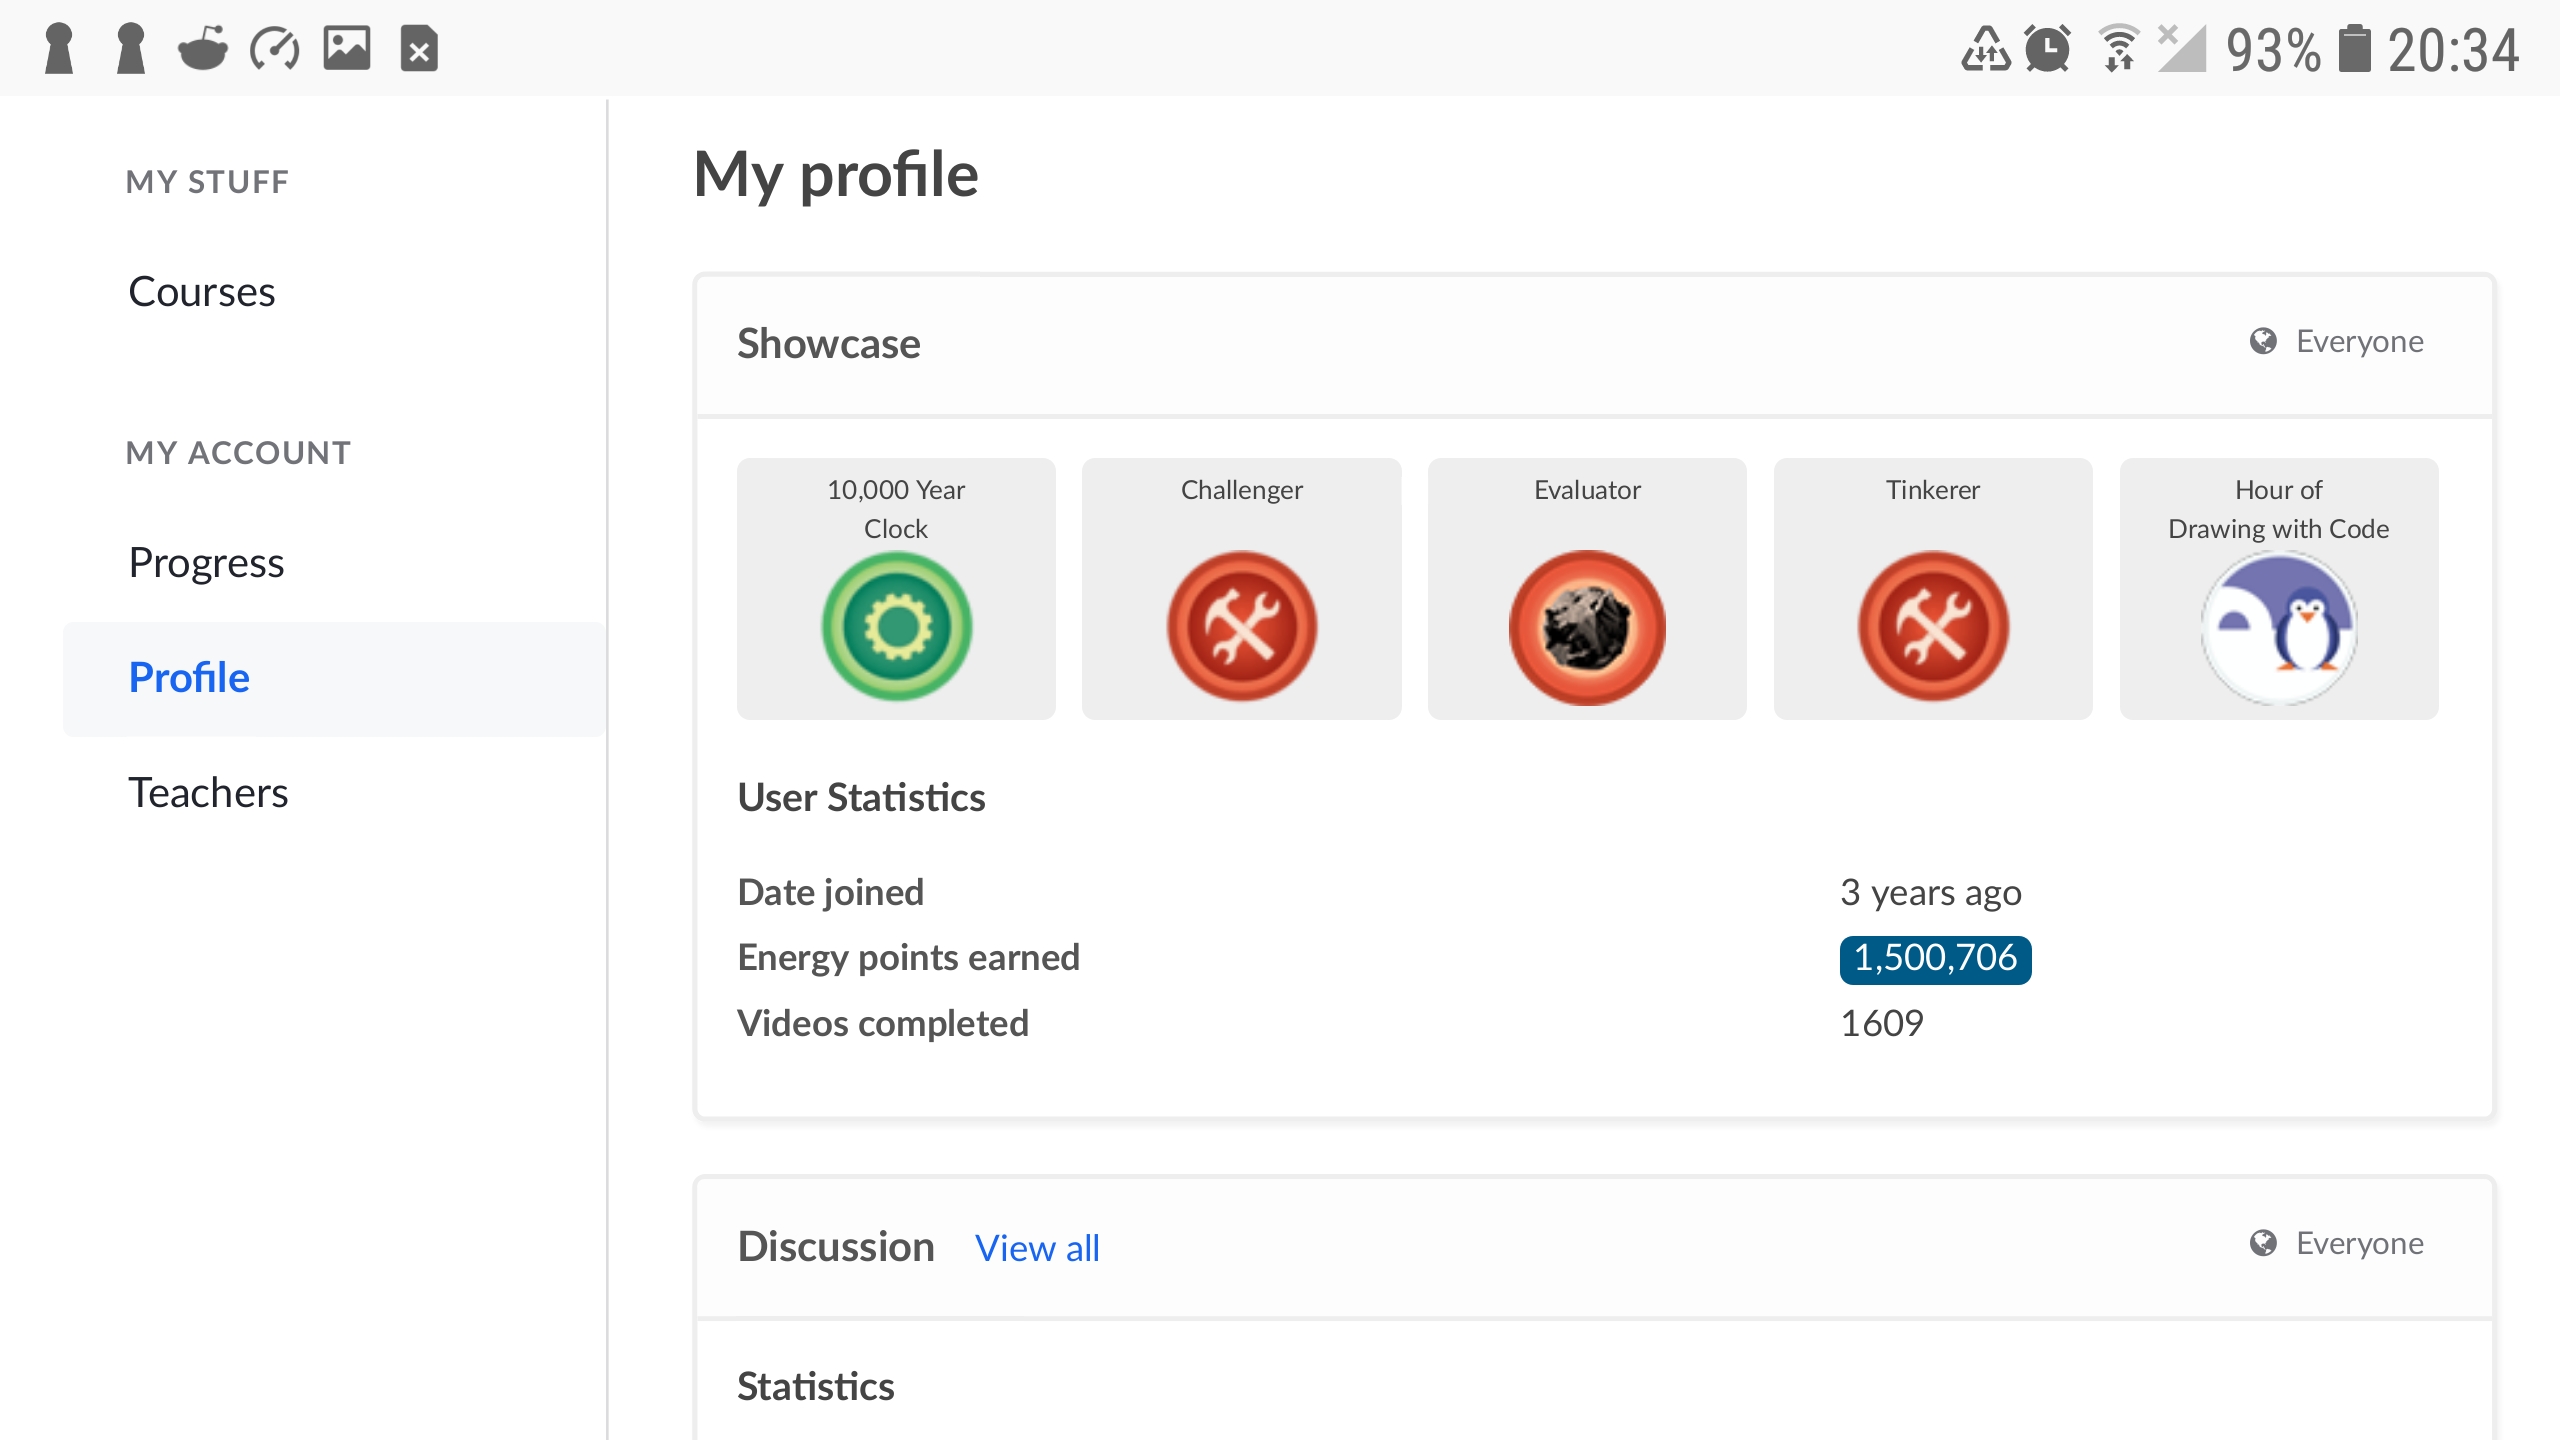 93% 20:34
MY STUFF
Courses
MY ACCOUNT
Progress
Profile
Teachers
My profile
Showcase
Everyone
10,000 Year
Clock
Challenger
Evaluator
Tinkerer
Hour of
Drawing with Code
User Statistics
Date joined 3 years ago
Energy points earned 1,500,706
Videos completed 1609
Discussion View all
Everyone
Statistics